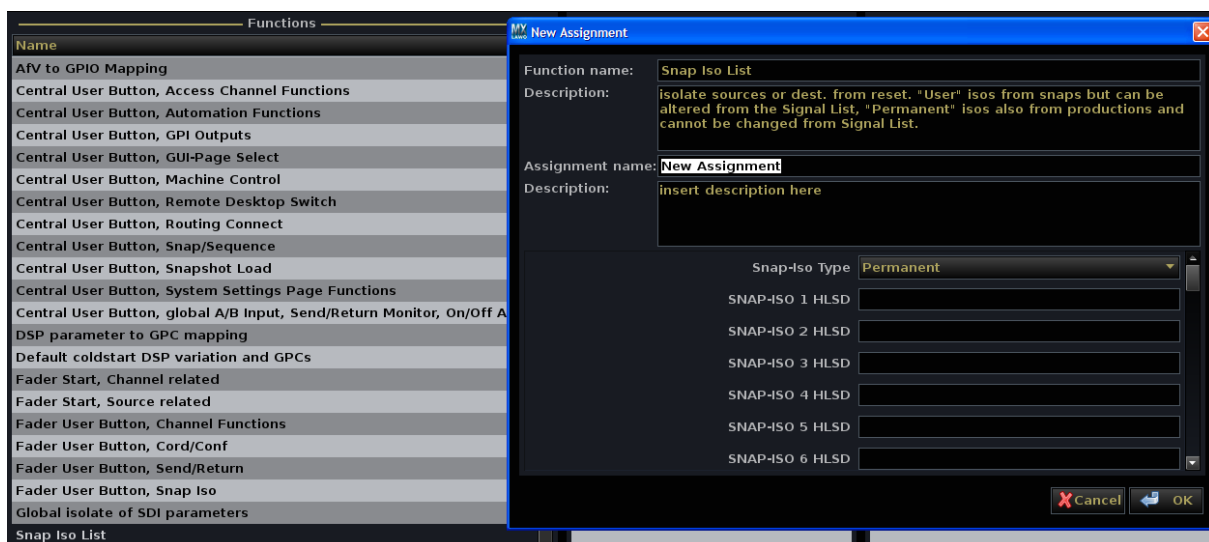 Functions
Name
AfV to GPIO Mapping
Central User Button, Access Channel Functions
Central User Button, Automation Functions
Central User Button, GPI Outputs
Central User Button, GUI-Page Select
Central User Button, Machine Control
Central User Button, Remote Desktop Switch
Central User Button, Routing Connect
Central User Button, Snap/Sequence
Central User Button, Snapshot Load
Central User Button, System Settings Page Functions
Central User Button, global A/B Input, Send/Return Monitor, On/Off A
DSP parameter to GPC mapping
Default coldstart DSP variation and GPCs
Fader Start, Channel related
Fader Start, Source related
Fader User Button, Channel Functions
Fader User Button, Cord/Conf
Fader User Button, Send/Return
Fader User Button, Snap Iso
Global isolate of SDI parameters
Snap Iso List
MX LAWO New Assignment
Function name: Snap Iso List
Description: isolate sources or dest. from reset. "User" isos from snaps but can be
altered from the Signal List, "Permanent" isos also from productions and
cannot be changed from Signal List.
Assignment name: New Assignment
Description: insert description here
Snap-Iso Type Permanent
SNAP-ISO 1 HLSD
SNAP-ISO 2 HLSD
SNAP-ISO 3 HLSD
SNAP-ISO 4 HLSD
SNAP-ISO 5 HLSD
SNAP-ISO 6 HLSD
Cancel OK